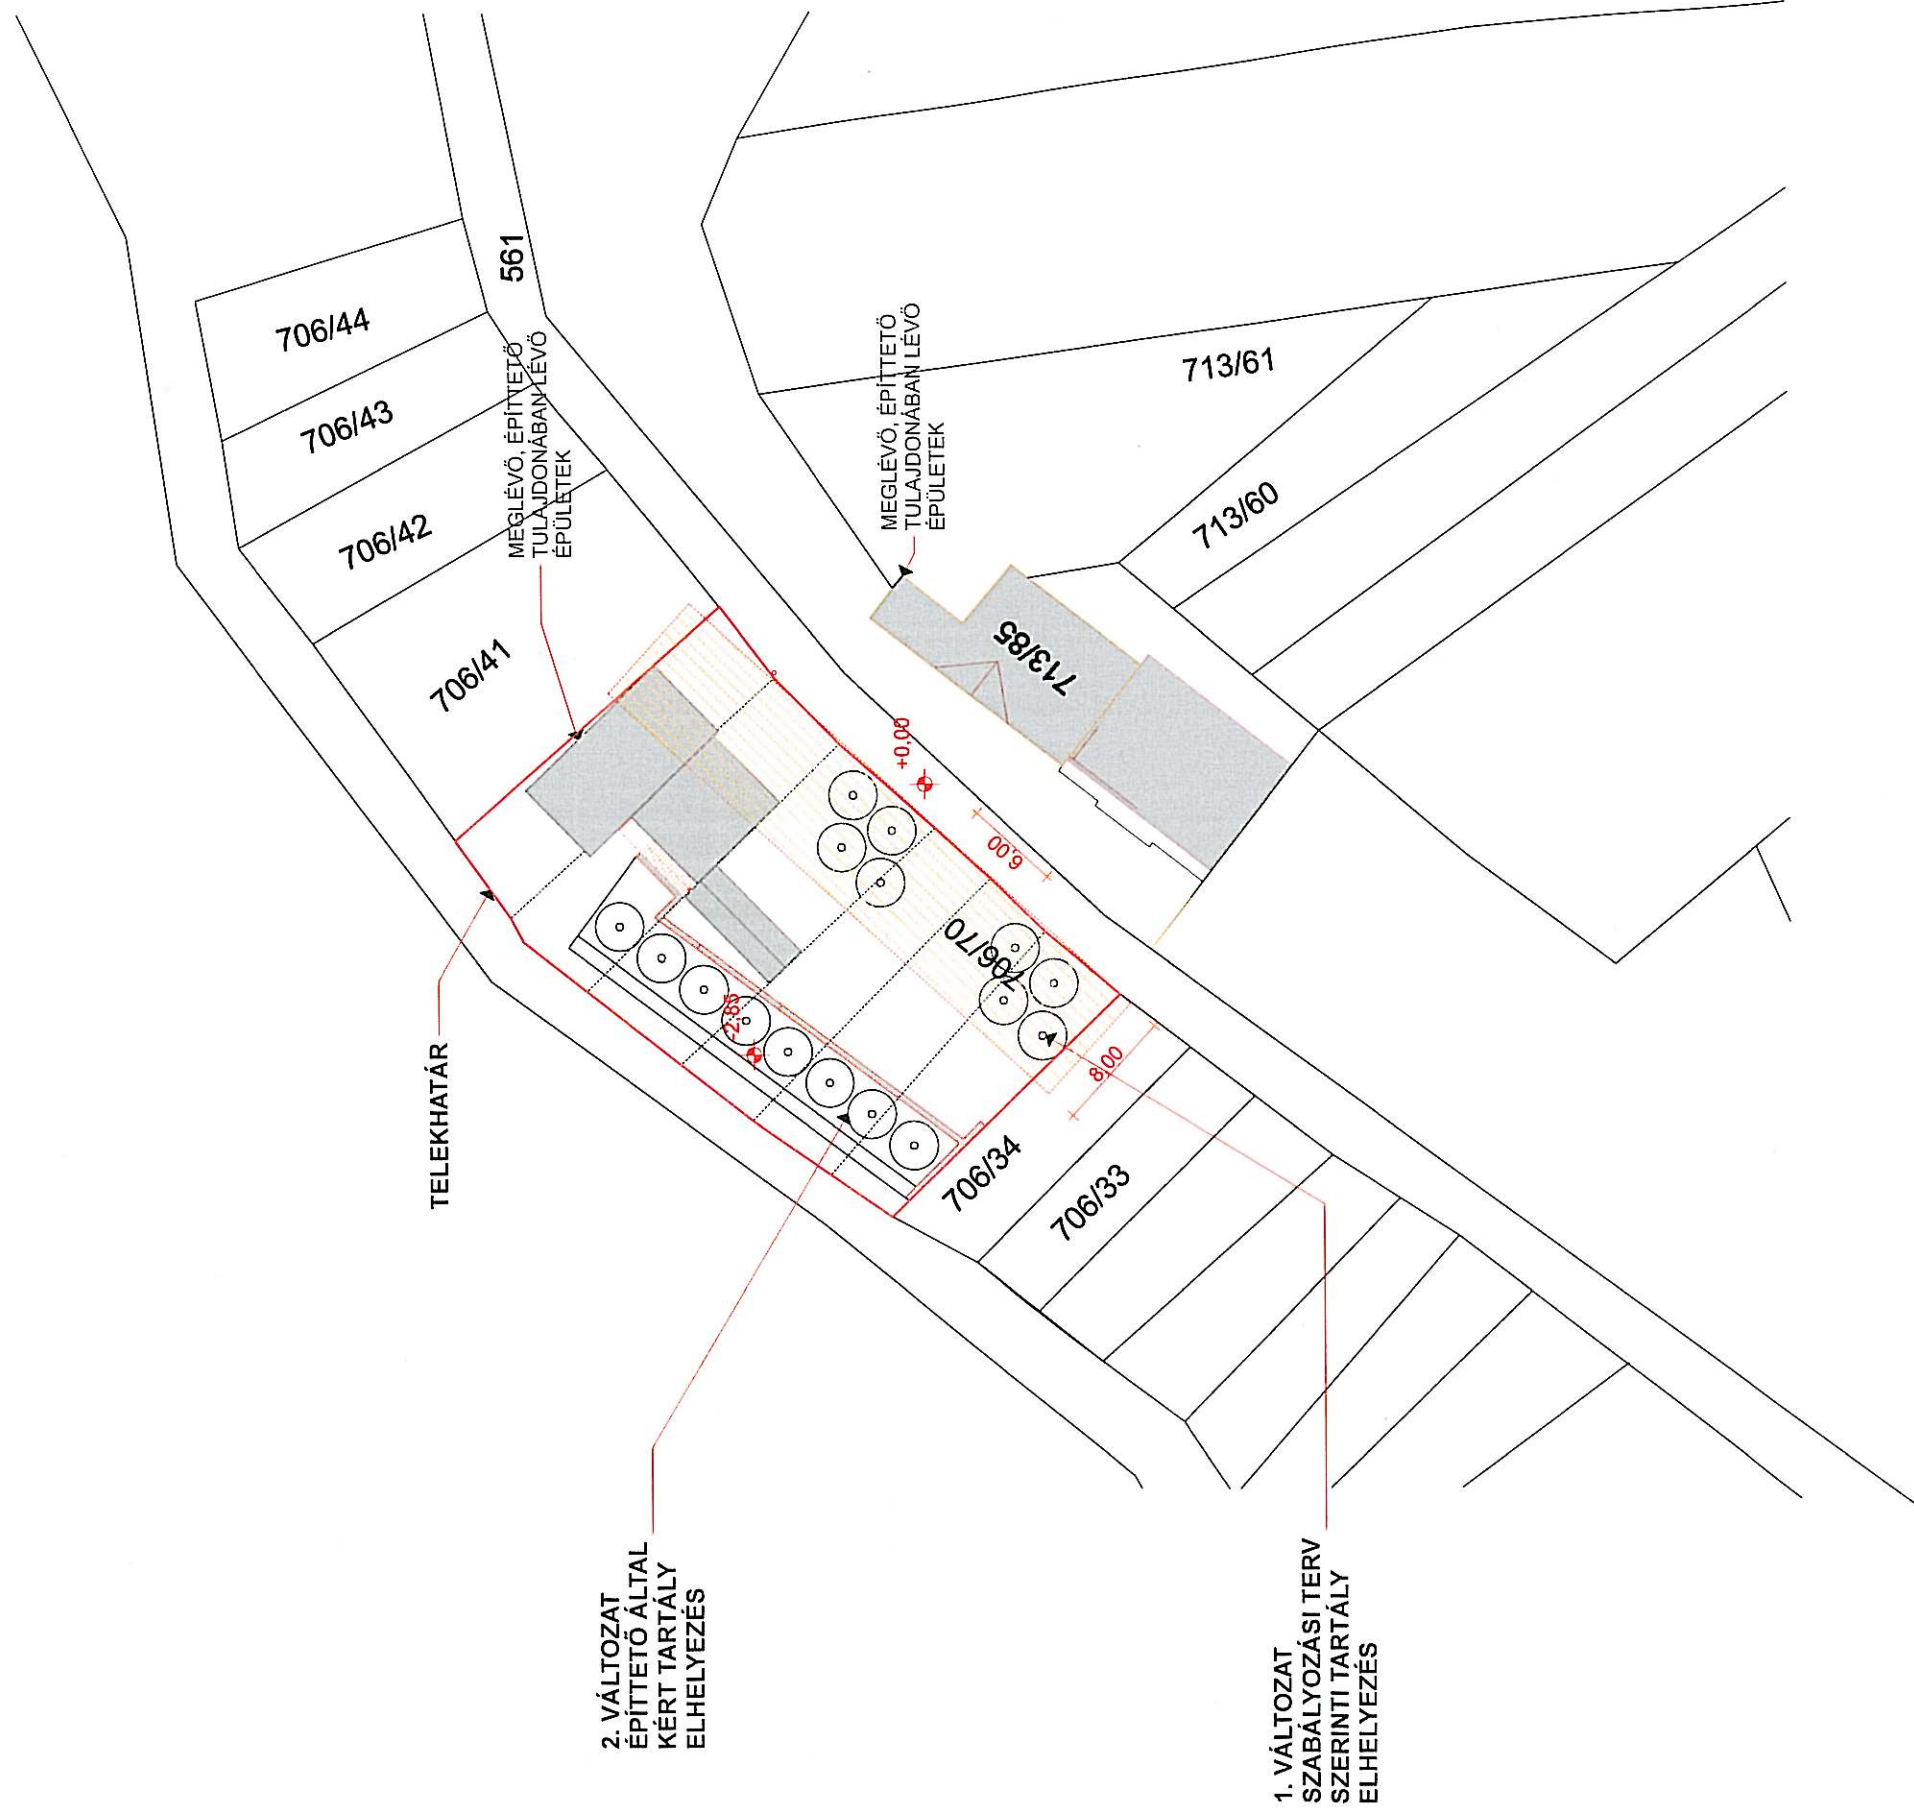 706/44
561
706/43
MEGLÉVŐ, ÉPÍTTETŐ
TULAJDONÁBAN LÉVŐ
ÉPÜLETEK
706/42
706/41
MEGLÉVŐ, ÉPÍTTETŐ
TULAJDONÁBAN LÉVŐ
ÉPÜLETEK
713/61
713/60
713/85
+0,00
6,00
706/70
-2,85
8,00
TELEKHATÁR
706/34
706/33
2. VÁLTOZAT
ÉPÍTTETŐ ÁLTAL
KÉRT TARTÁLY
ELHELYEZÉS
1. VÁLTOZAT
SZABÁLYOZÁSI TERV
SZERINTI TARTÁLY
ELHELYEZÉS